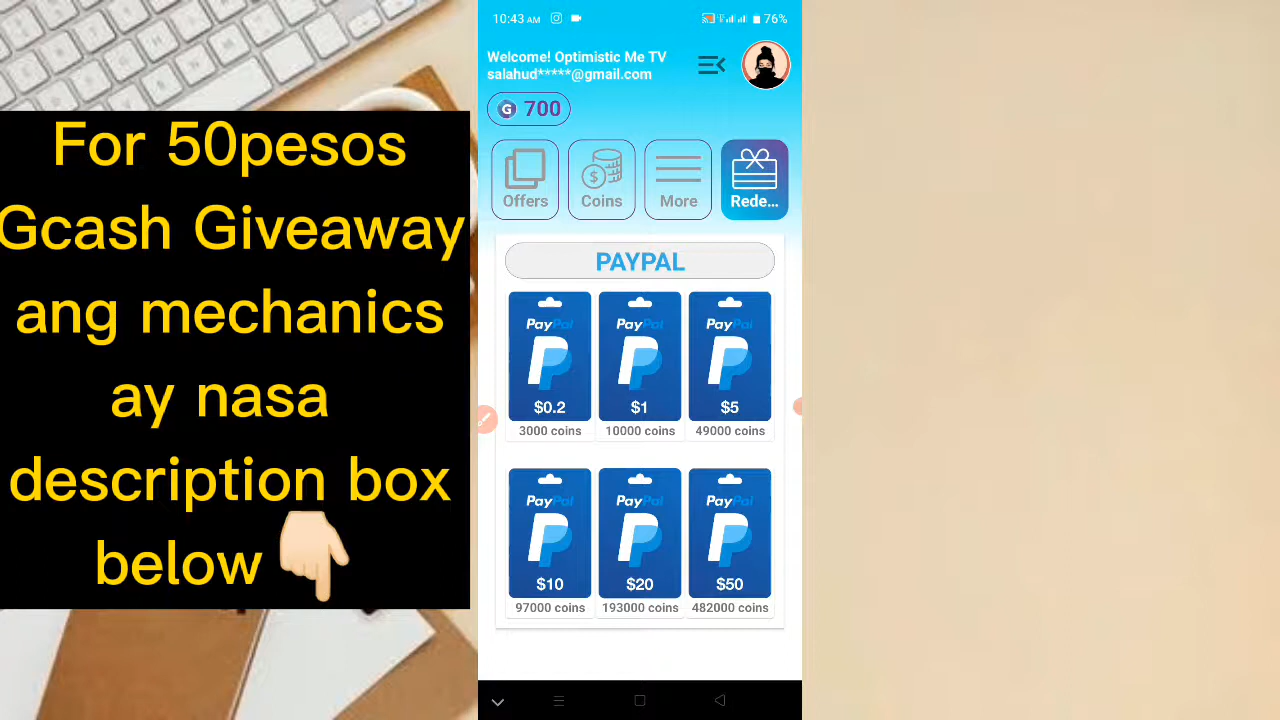 For 50pesos
Gcash Giveaway
ang mechanics
ay nasa
description box
below
10:43 AM
76%
Welcome! Optimistic Me TV
salahud*****@gmail.com
G 700
Offers
Coins
More
Rede...
PAYPAL
PayPal PayPal PayPal
$0.2 $1 $5
3000 coins 10000 coins 49000 coins
PayPal PayPal PayPal
$10 $20 $50
97000 coins 193000 coins 482000 coins